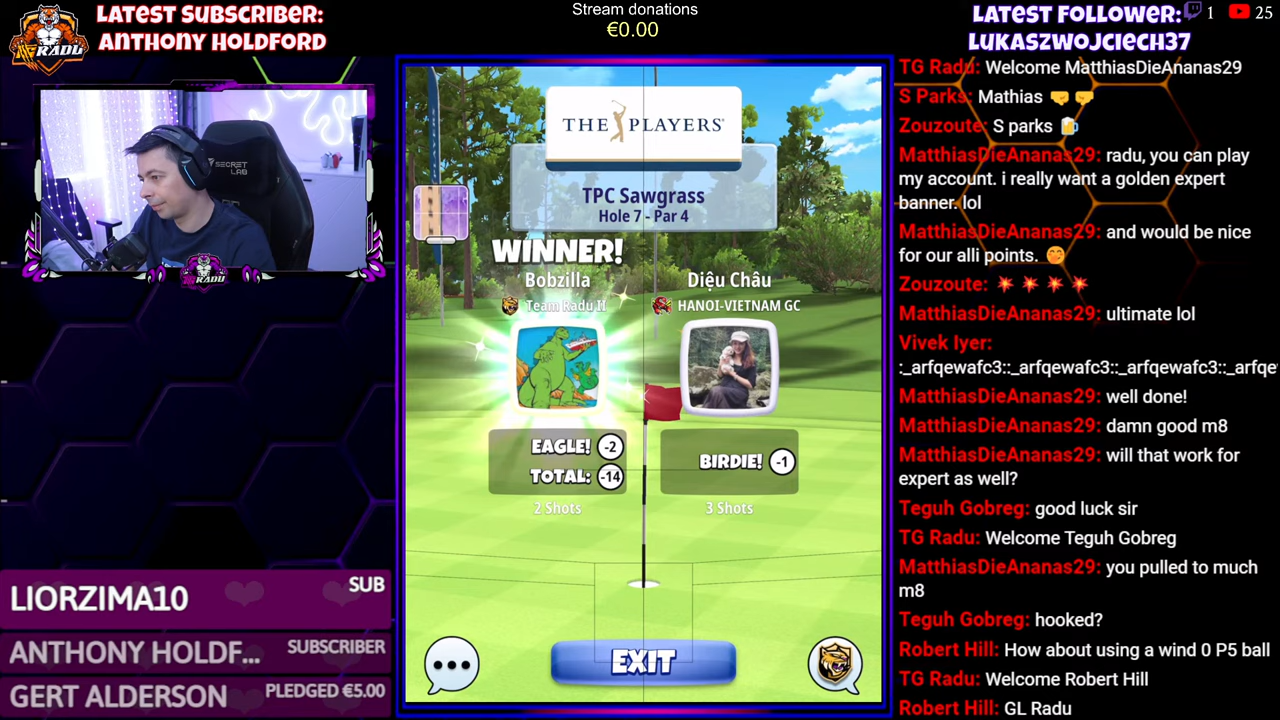 LATEST SUBSCRIBER:
ANTHONY HOLDFORD
RADU
Stream donations
€0.00
LATEST FOLLOWER:
LUKASZWOJCIECH37
1
25
SECRET
LAB
RADU
THE PLAYERS
TPC Sawgrass
Hole 7 - Par 4
WINNER!
Bobzilla
Team Radu II
Diệu Châu
HANOI-VIETNAM GC
EAGLE! -2
TOTAL: -14
2 Shots
BIRDIE! -1
3 Shots
EXIT
LIORZIMA10 SUB
ANTHONY HOLDF... SUBSCRIBER
GERT ALDERSON PLEDGED €5.00
TG Radu: Welcome MatthiasDieAnanas29
S Parks: Mathias 🤜 🤛
Zouzoute: S parks 🍺
MatthiasDieAnanas29: radu, you can play
my account. i really want a golden expert
banner. lol
MatthiasDieAnanas29: and would be nice
for our alli points. 🤭
Zouzoute: 💥 💥 💥 💥
MatthiasDieAnanas29: ultimate lol
Vivek Iyer:
:_arfqewafc3::_arfqewafc3::_arfqewafc3::_arfqe
MatthiasDieAnanas29: well done!
MatthiasDieAnanas29: damn good m8
MatthiasDieAnanas29: will that work for
expert as well?
Teguh Gobreg: good luck sir
TG Radu: Welcome Teguh Gobreg
MatthiasDieAnanas29: you pulled to much
m8
Teguh Gobreg: hooked?
Robert Hill: How about using a wind 0 P5 ball
TG Radu: Welcome Robert Hill
Robert Hill: GL Radu